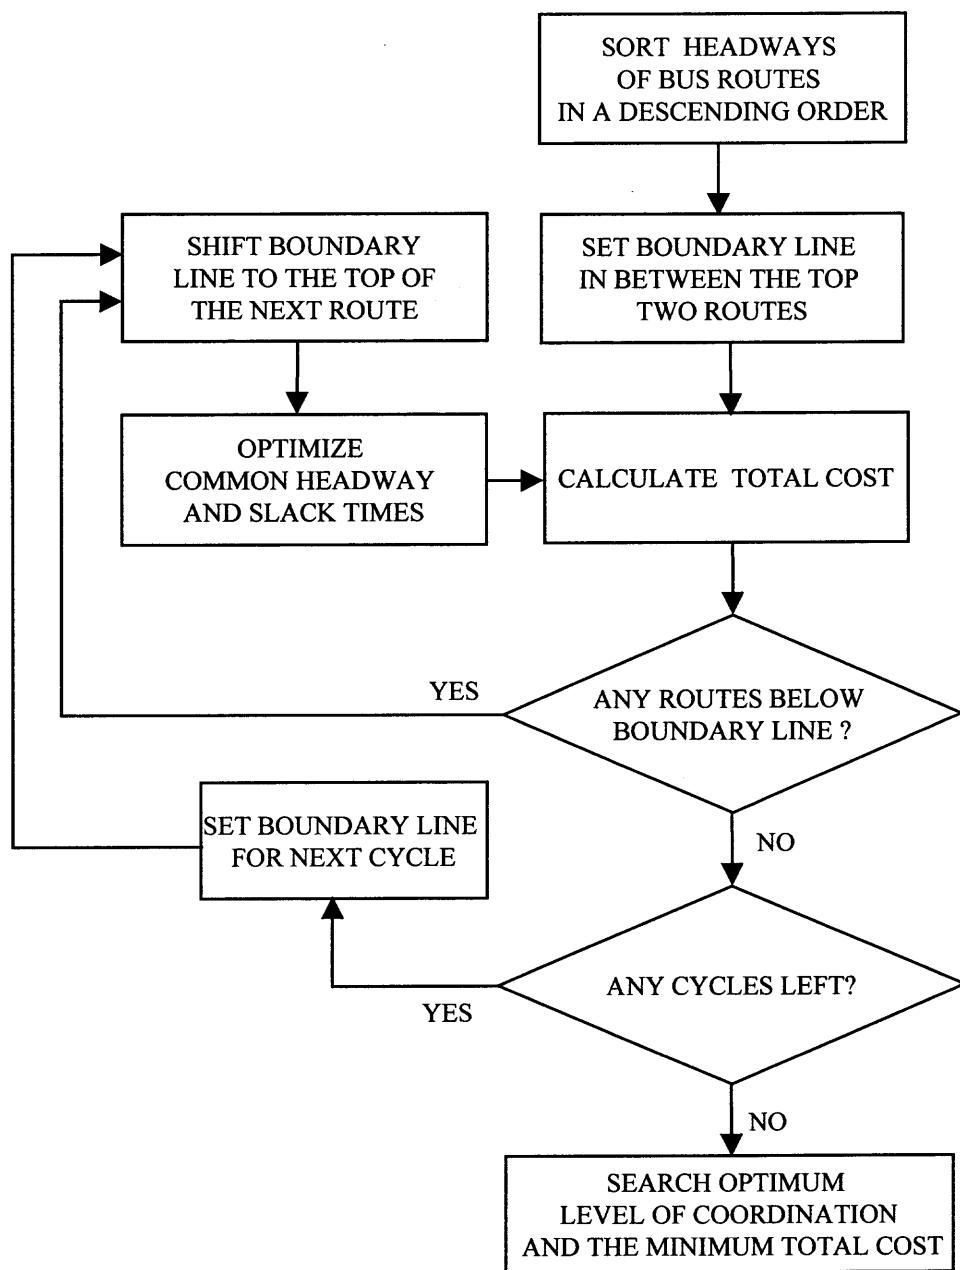 SORT HEADWAYS
OF BUS ROUTES
IN A DESCENDING ORDER
SHIFT BOUNDARY
LINE TO THE TOP OF
THE NEXT ROUTE
SET BOUNDARY LINE
IN BETWEEN THE TOP
TWO ROUTES
OPTIMIZE
COMMON HEADWAY
AND SLACK TIMES
CALCULATE TOTAL COST
YES
ANY ROUTES BELOW
BOUNDARY LINE ?
SET BOUNDARY LINE
FOR NEXT CYCLE
NO
ANY CYCLES LEFT?
YES
NO
SEARCH OPTIMUM
LEVEL OF COORDINATION
AND THE MINIMUM TOTAL COST